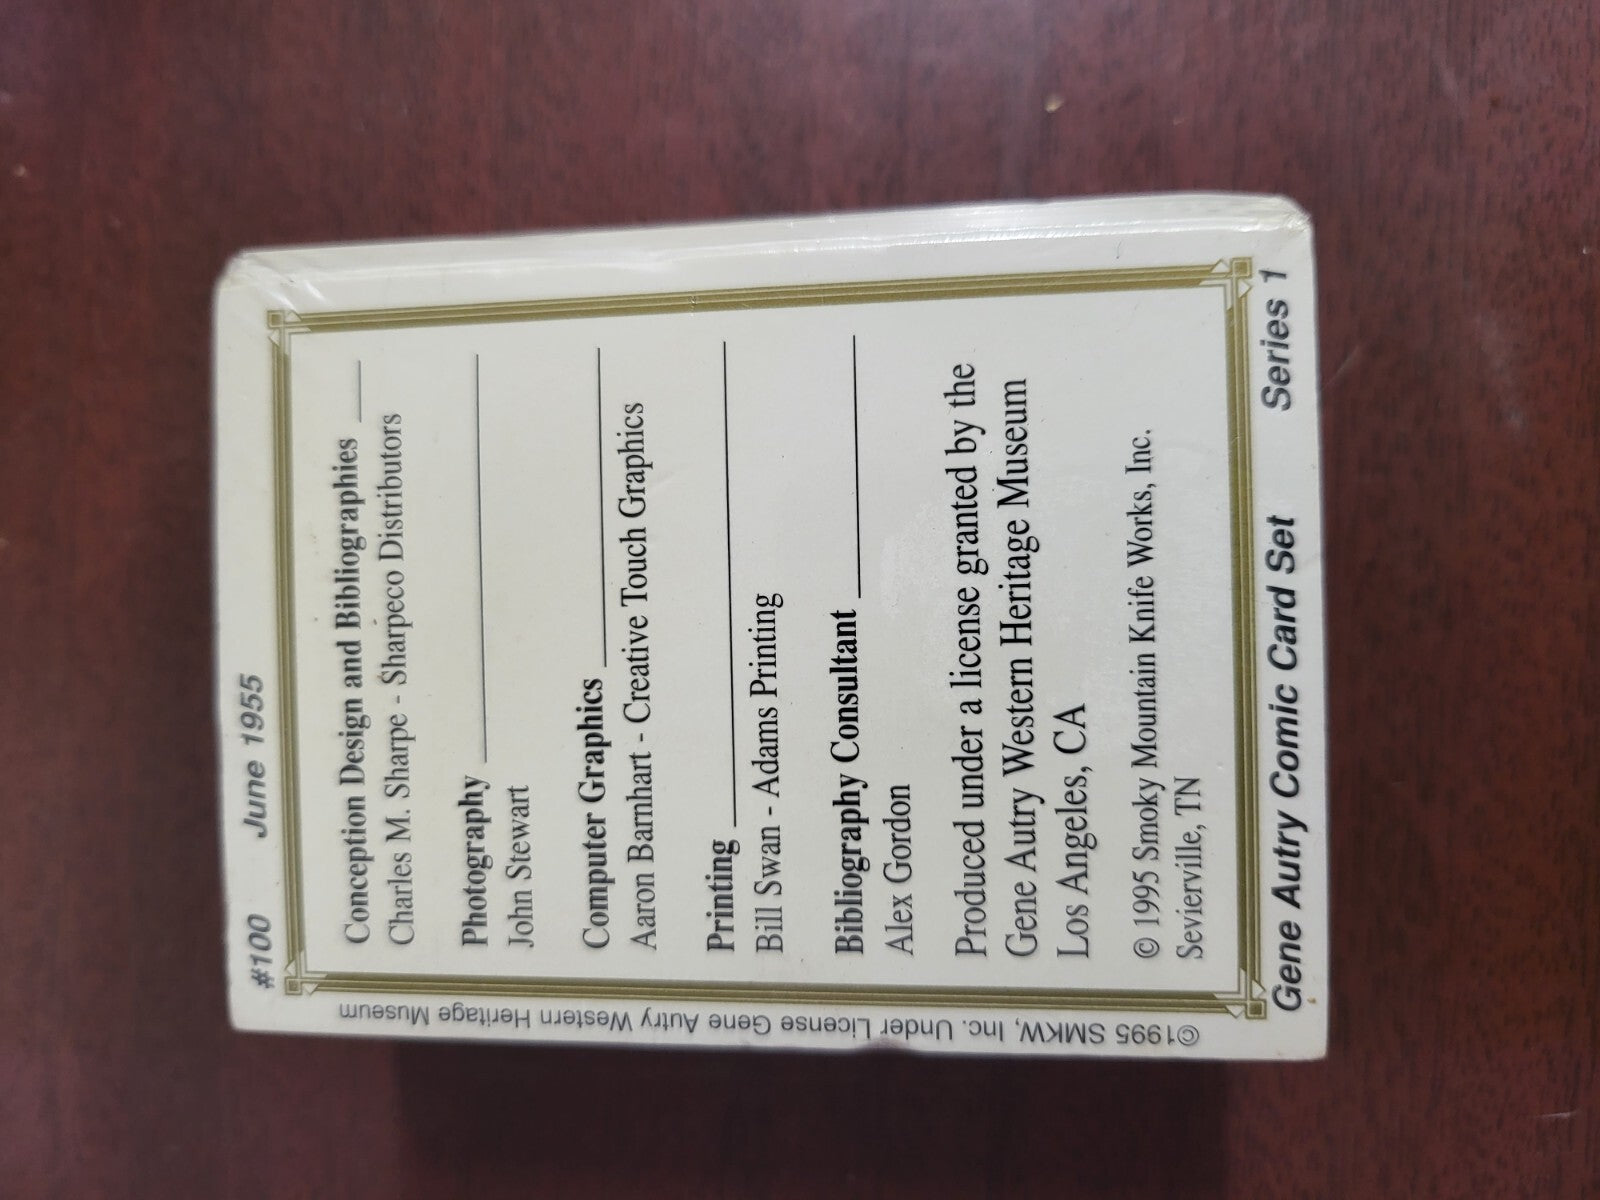 #100 June 1955
Conception Design and Bibliographies
Charles M. Sharpe - Sharpeco Distributors
Photography
John Stewart
Computer Graphics
Aaron Barnhart - Creative Touch Graphics
Printing
Bill Swan - Adams Printing
Bibliography Consultant
Alex Gordon
Produced under a license granted by the
Gene Autry Western Heritage Museum
Los Angeles, CA
© 1995 Smoky Mountain Knife Works, Inc.
Sevierville, TN
Gene Autry Comic Card Set Series 1
©1995 SMKW, Inc. Under License Gene Autry Western Heritage Museum